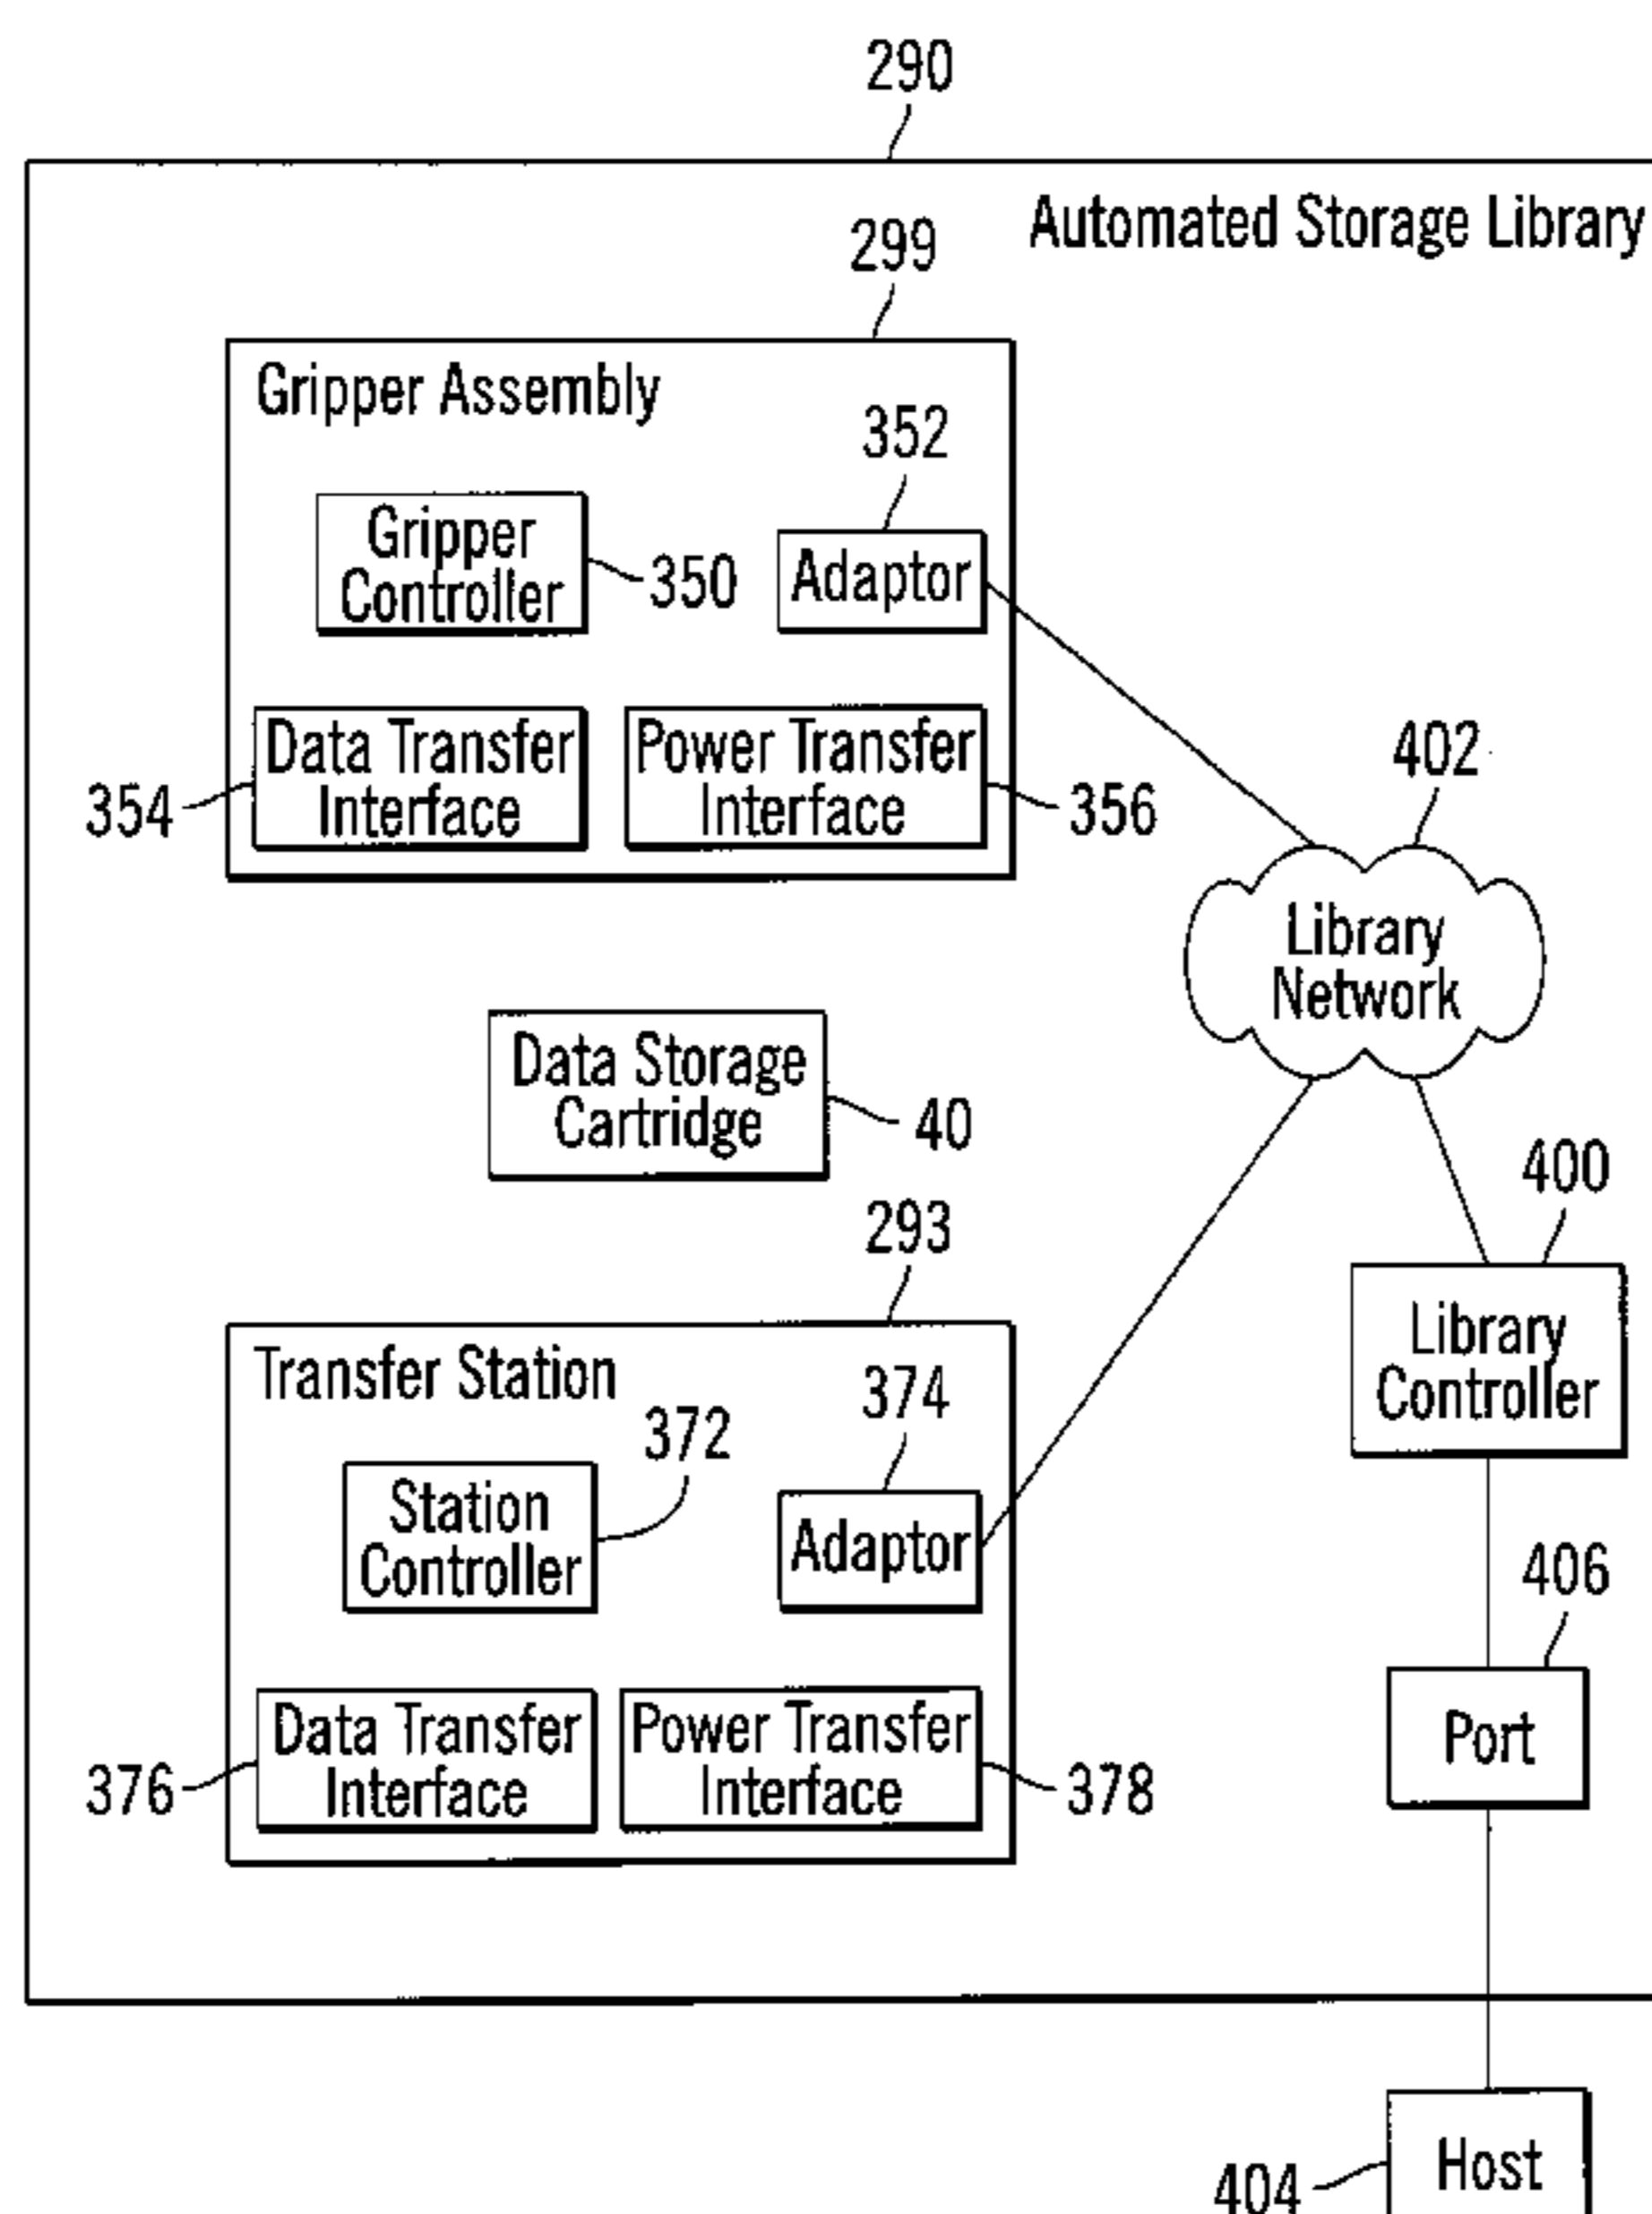 290
Automated Storage Library
299
Gripper Assembly
352
Gripper
Controller
350
Adaptor
Data Transfer
Interface
354
Power Transfer
Interface
356
402
Library
Network
Data Storage
Cartridge
40
400
293
Library
Controller
Transfer Station
374
372
Station
Controller
Adaptor
406
Data Transfer
Interface
376
Power Transfer
Interface
378
Port
Host
404